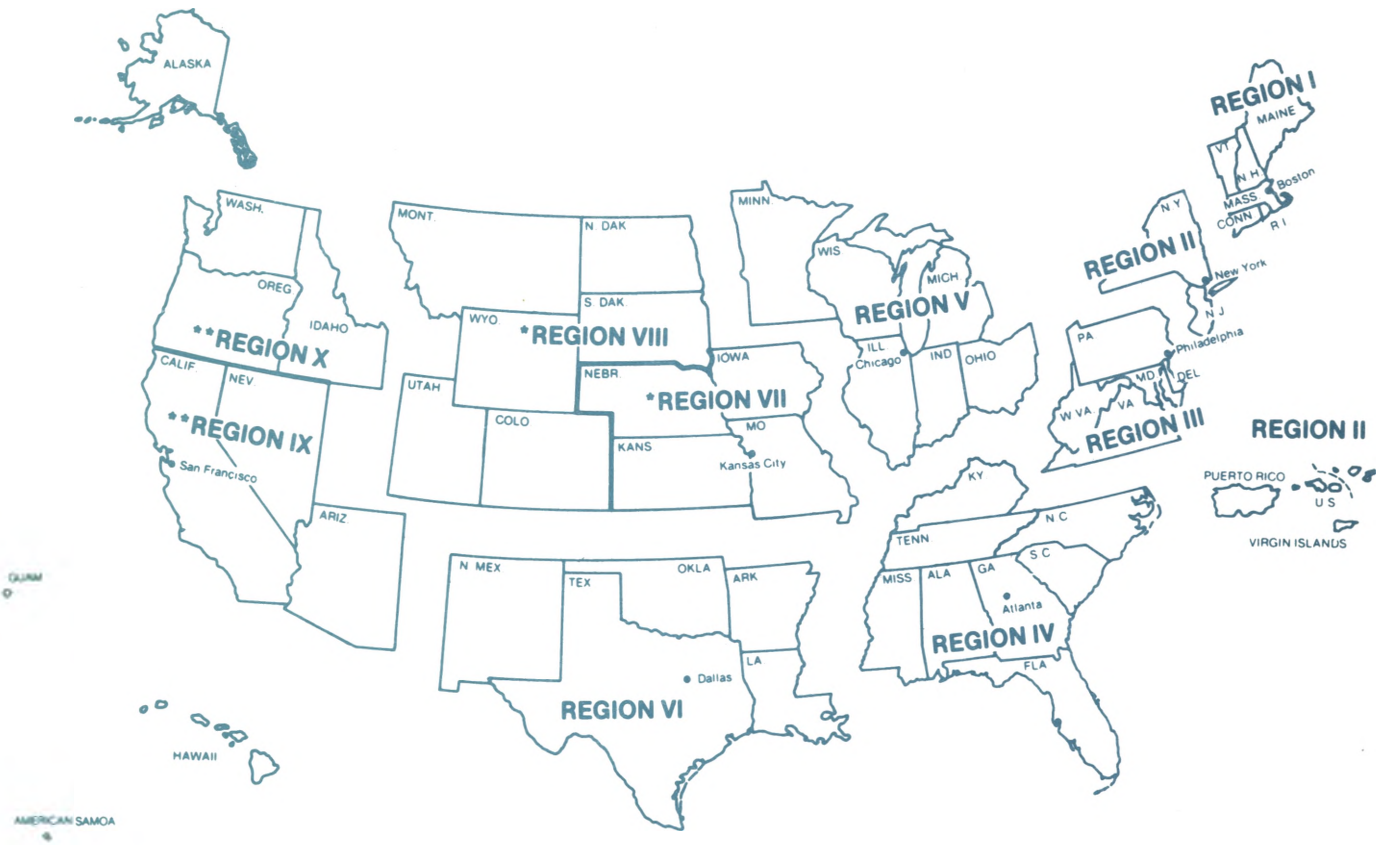 ALASKA
REGION I
MAINE
VT
N H
Boston
MASS
CONN
R I
WASH.
MONT.
N. DAK
MINN.
N Y
REGION II
New York
OREG
S. DAK.
WIS
MICH
REGION V
N J
IDAHO
WYO.
*REGION VIII
**REGION X
PA
Philadelphia
ILL
Chicago
IND
OHIO
IOWA
CALIF.
NEV.
UTAH
NEBR.
MD
DEL
*REGION VII
W VA.
VA
REGION III
**REGION IX
COLO
MO
REGION II
KANS
Kansas City
San Francisco
KY
PUERTO RICO
U S
VIRGIN ISLANDS
ARIZ.
N C
TENN
S C
N MEX
TEX
OKLA
ARK
MISS
ALA
GA
GUAM
Atlanta
REGION IV
LA
FLA
Dallas
REGION VI
HAWAII
AMERICAN SAMOA